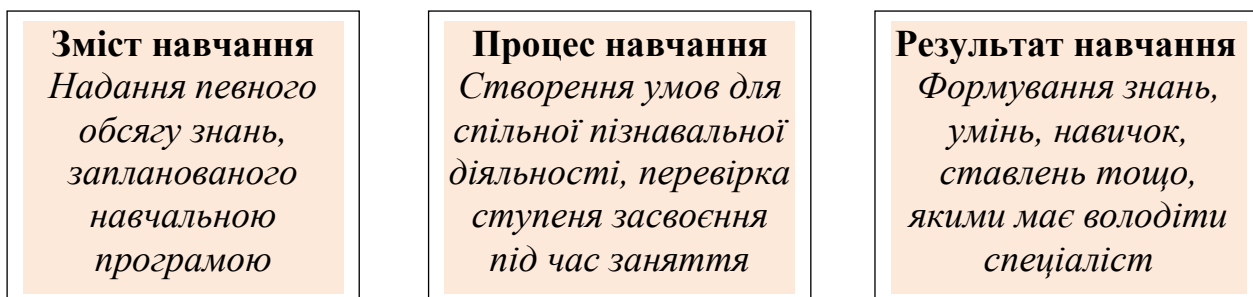 Зміст навчання
Надання певного
обсягу знань,
запланованого
навчальною
програмою
Процес навчання
Створення умов для
спільної пізнавальної
діяльності, перевірка
ступеня засвоєння
під час заняття
Результат навчання
Формування знань,
умінь, навичок,
ставлень тощо,
якими має володіти
спеціаліст